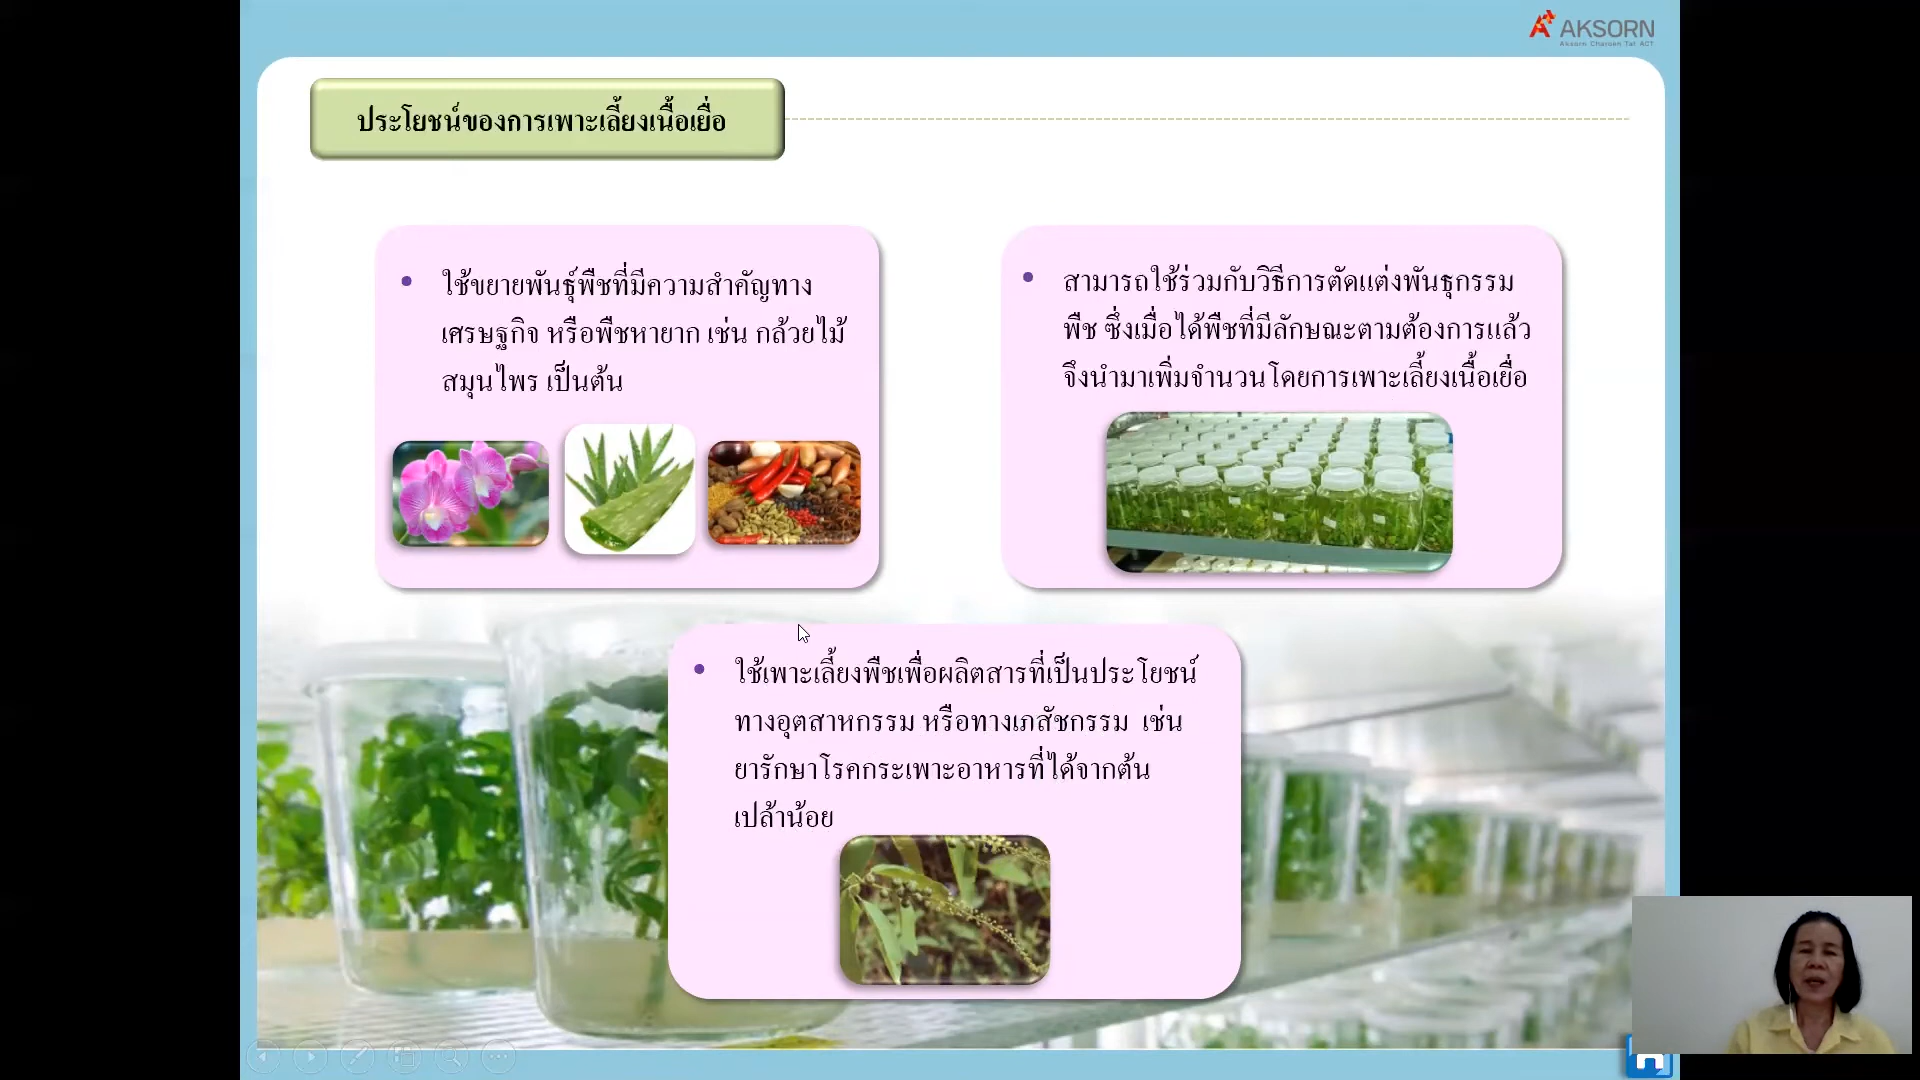 AKSORN
Aksorn Charoen Tat ACT
ประโยชน์ของการเพาะเลี้ยงเนื้อเยื่อ
ใช้ขยายพันธุ์พืชที่มีความสำคัญทาง
เศรษฐกิจ หรือพืชหายาก เช่น กล้วยไม้
สมุนไพร เป็นต้น
สามารถใช้ร่วมกับวิธีการตัดแต่งพันธุกรรม
พืช ซึ่งเมื่อได้พืชที่มีลักษณะตามต้องการแล้ว
จึงนำมาเพิ่มจำนวนโดยการเพาะเลี้ยงเนื้อเยื่อ
ใช้เพาะเลี้ยงพืชเพื่อผลิตสารที่เป็นประโยชน์
ทางอุตสาหกรรม หรือทางเภสัชกรรม เช่น
ยารักษาโรคกระเพาะอาหารที่ได้จากต้น
เปล้าน้อย